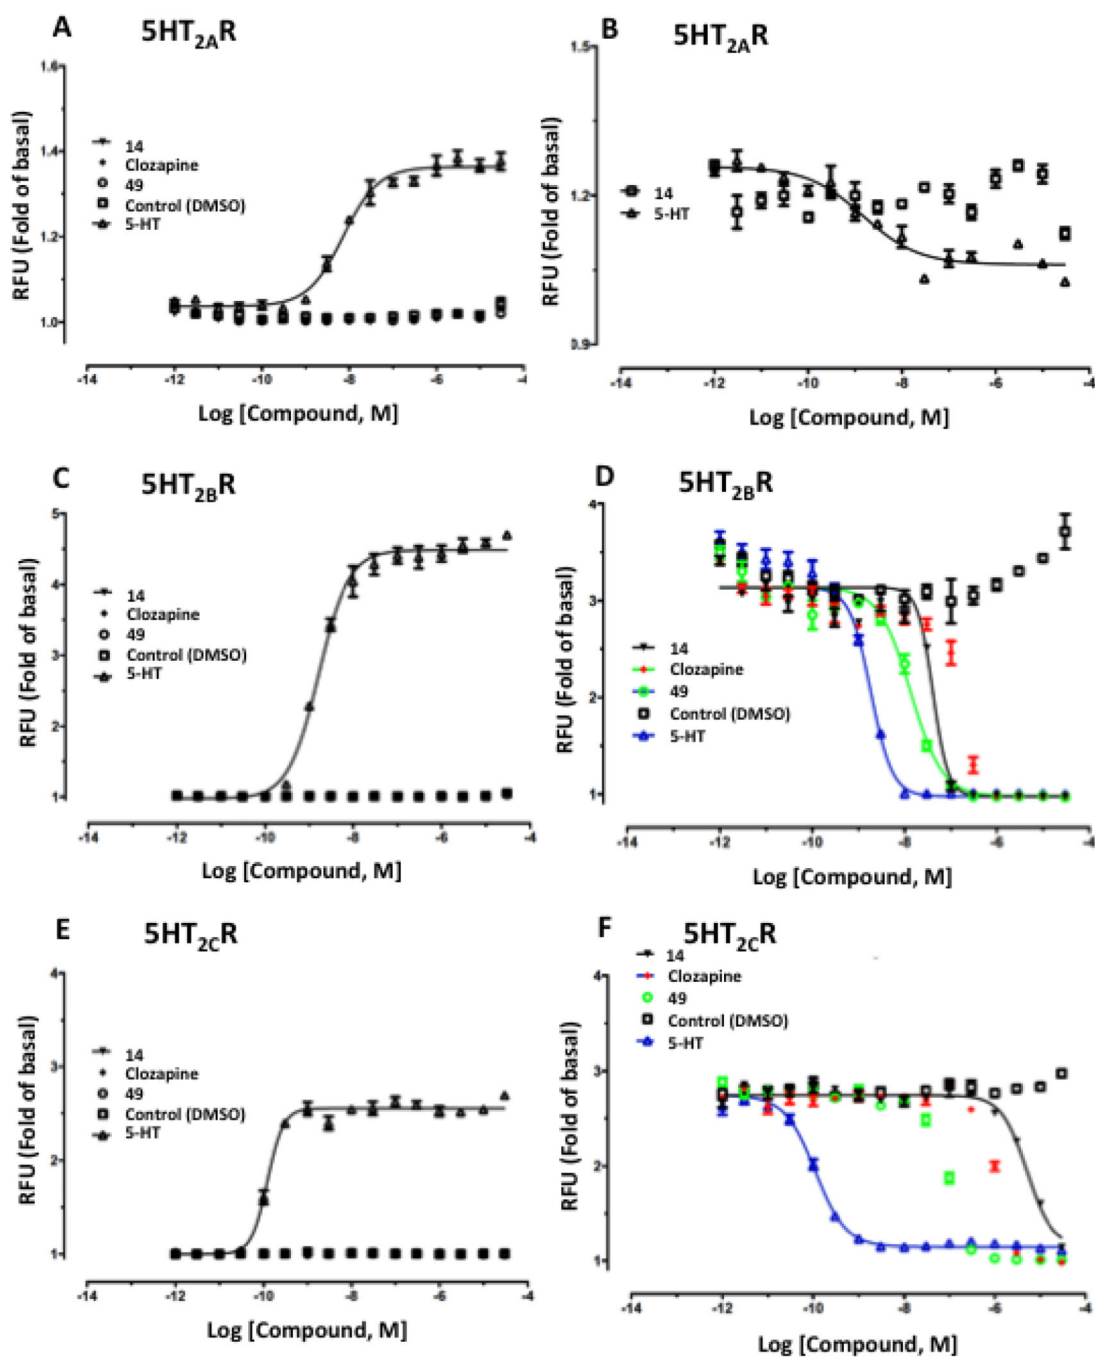 A 5HT2AR
RFU (Fold of basal)
1.6
1.4
1.2
1.0
14
Clozapine
49
Control (DMSO)
5-HT
-14 -12 -10 -8 -6 -4
Log [Compound, M]
B 5HT2AR
RFU (Fold of basal)
1.5
1.2
0.9
14
5-HT
-14 -12 -10 -8 -6 -4
Log [Compound, M]
C 5HT2BR
RFU (Fold of basal)
5
4
3
2
1
14
Clozapine
49
Control (DMSO)
5-HT
-14 -12 -10 -8 -6 -4
Log [Compound, M]
D 5HT2BR
RFU (Fold of basal)
4
3
2
1
14
Clozapine
49
Control (DMSO)
5-HT
-14 -12 -10 -8 -6 -4
Log [Compound, M]
E 5HT2CR
RFU (Fold of basal)
4
3
2
1
14
Clozapine
49
Control (DMSO)
5-HT
-14 -12 -10 -8 -6 -4
Log [Compound, M]
F 5HT2CR
RFU (Fold of basal)
14
Clozapine
49
Control (DMSO)
5-HT
4
3
2
1
-14 -12 -10 -8 -6 -4
Log [Compound, M]